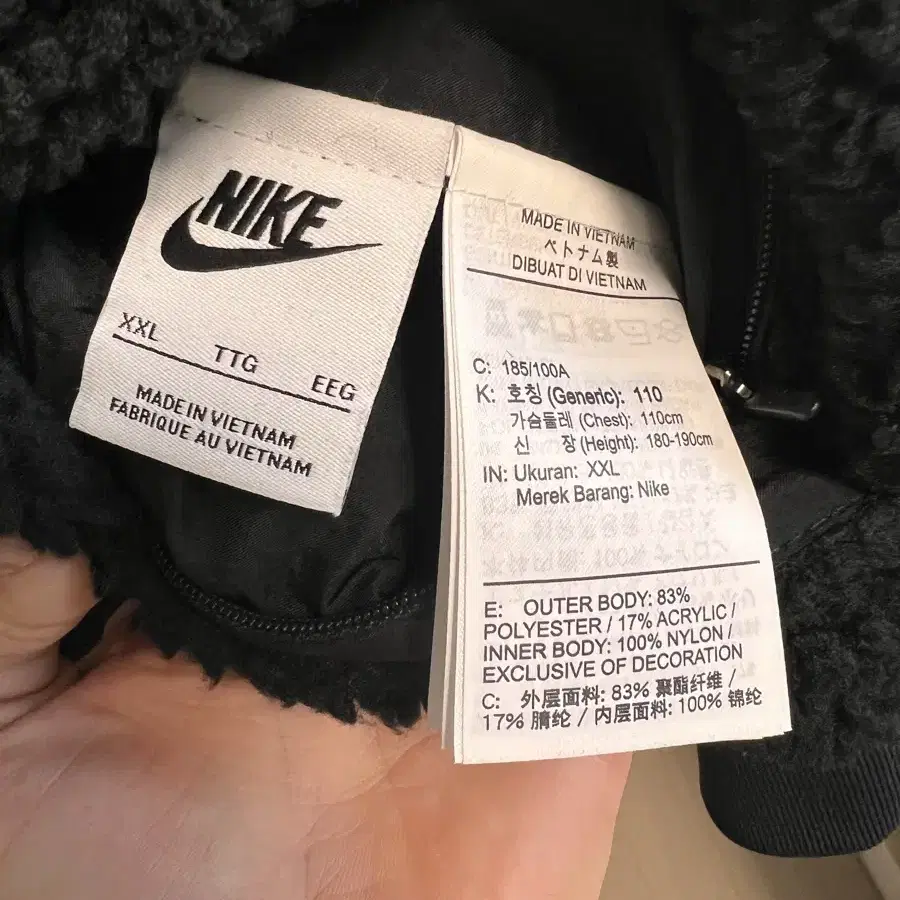 NIKE
XXL
TTG
EEG
MADE IN VIETNAM
FABRIQUE AU VIETNAM
MADE IN VIETNAM
ベトナム製
DIBUAT DI VIETNAM
C: 185/100A
K: 호칭 (Generic): 110
가슴둘레 (Chest): 110cm
신 장 (Height): 180-190cm
IN: Ukuran: XXL
Merek Barang: Nike
E: OUTER BODY: 83%
POLYESTER / 17% ACRYLIC /
INNER BODY: 100% NYLON /
EXCLUSIVE OF DECORATION
C: 外层面料: 83% 聚酯纤维 /
17% 腈纶 / 内层面料: 100% 锦纶